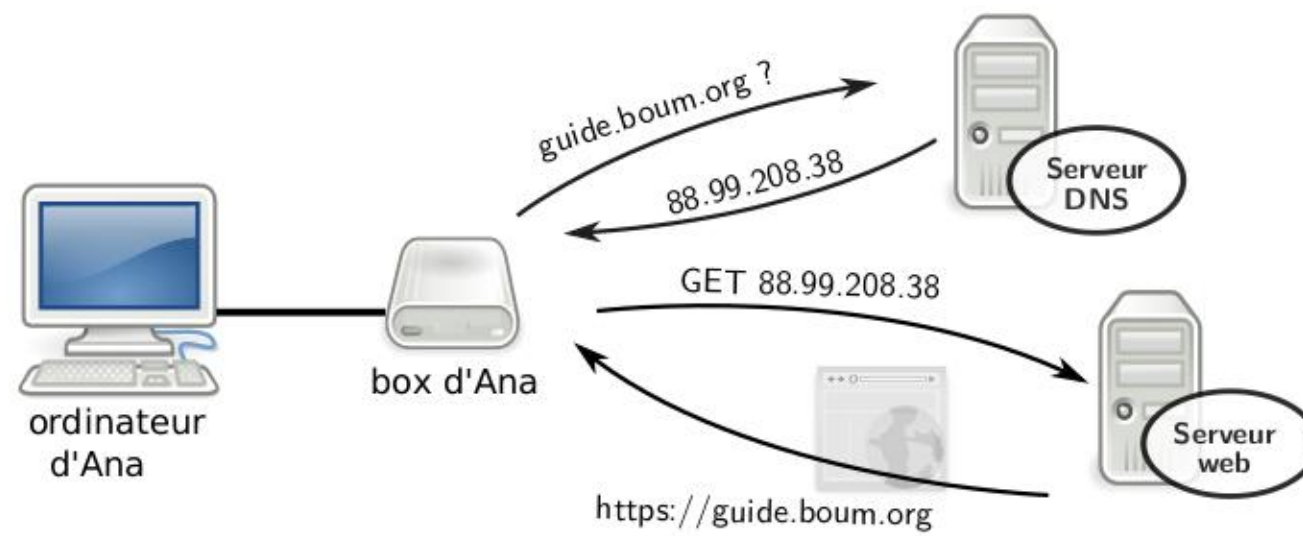 guide.boum.org ?
88.99.208.38
Serveur
DNS
GET 88.99.208.38
box d'Ana
ordinateur
d'Ana
Serveur
web
https://guide.boum.org